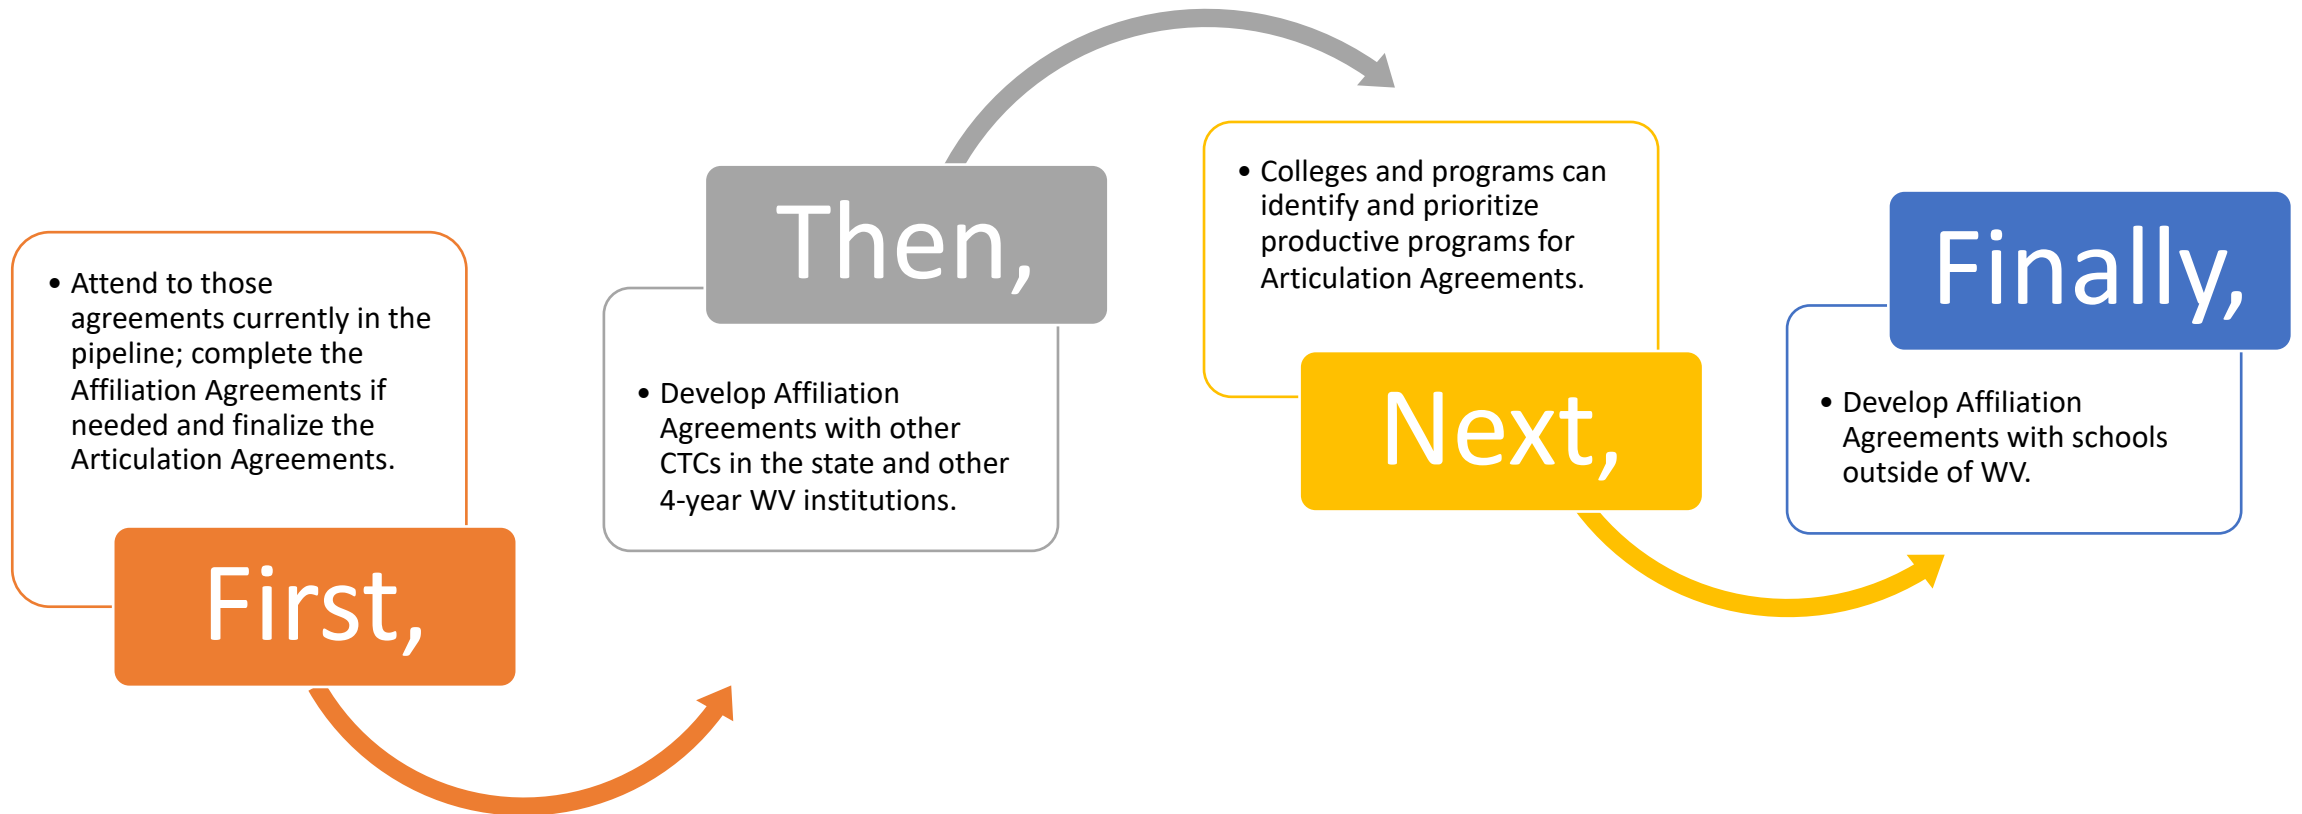 • Attend to those
agreements currently in the
pipeline; complete the
Affiliation Agreements if
needed and finalize the
Articulation Agreements.
First,
Then,
• Develop Affiliation
Agreements with other
CTCs in the state and other
4-year WV institutions.
• Colleges and programs can
identify and prioritize
productive programs for
Articulation Agreements.
Next,
Finally,
• Develop Affiliation
Agreements with schools
outside of WV.